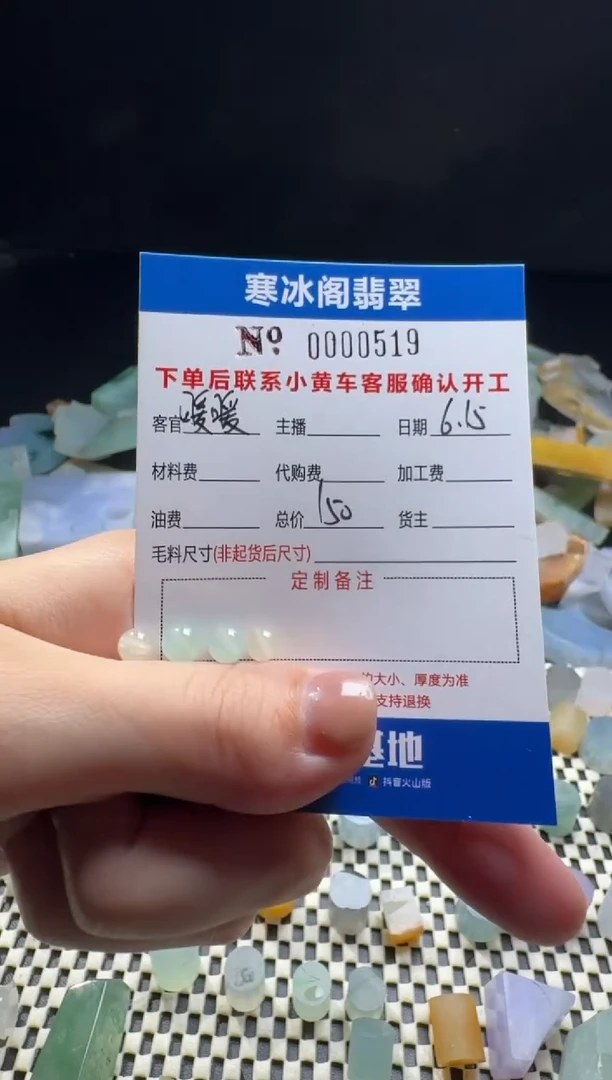 寒冰阁翡翠
Nº 0000519
下单后联系小黄车客服确认开工
客官 暖暖 主播 日期 6.15
材料费 代购费 加工费
油费 总价 150 货主
毛料尺寸(非起货后尺寸)
定制备注
大小、厚度为准
支持退换
基地
抖音火山版